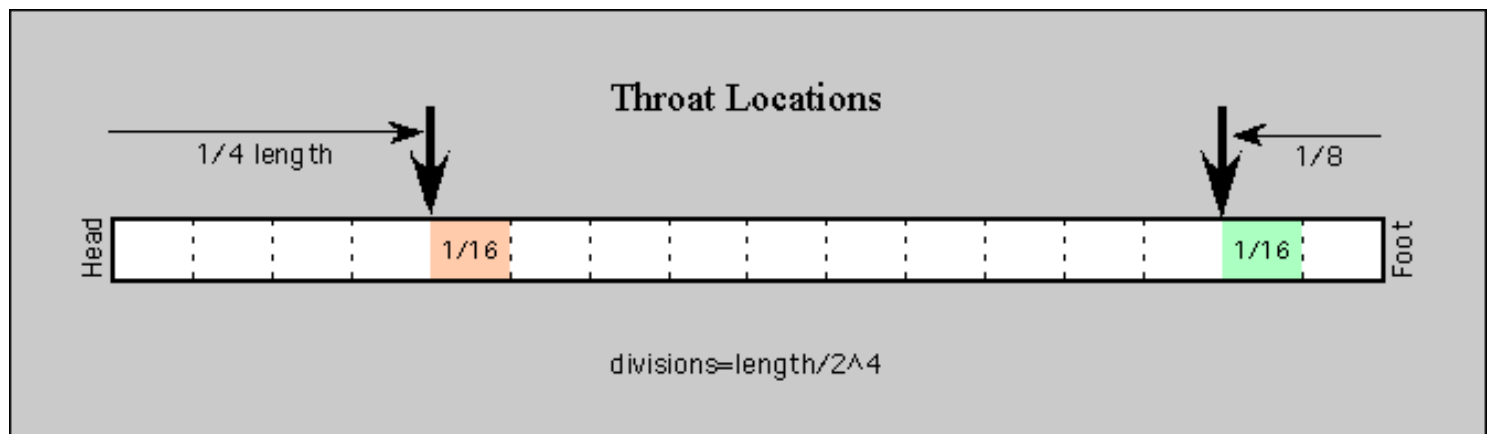 Throat Locations
1/4 length
1/8
Head
1/16
1/16
Foot
divisions=length/2^4